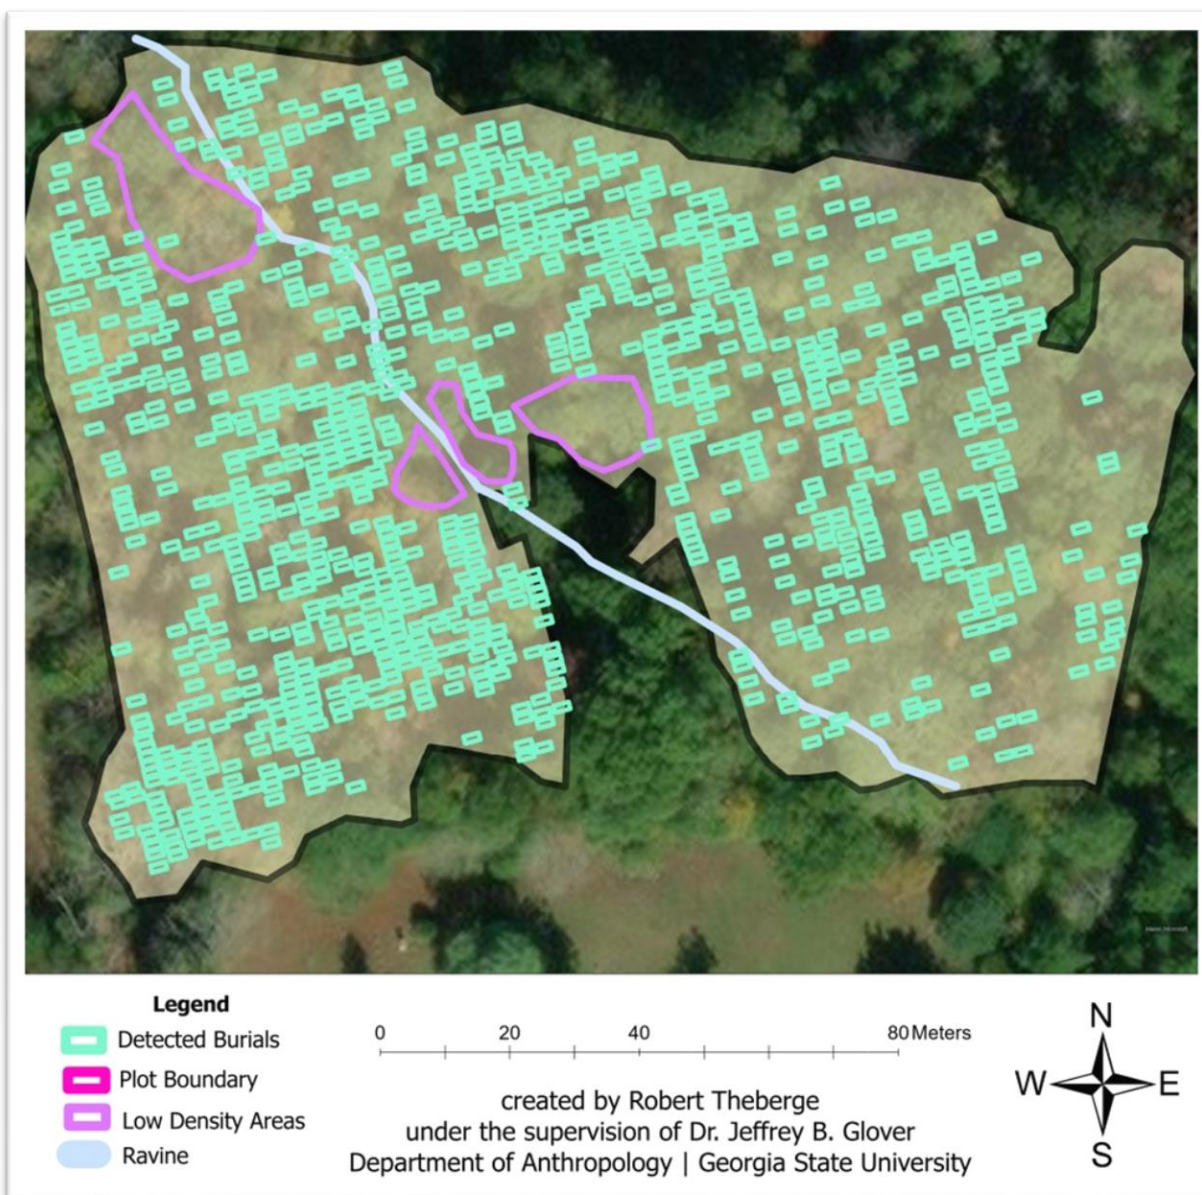 Legend
Detected Burials
Plot Boundary
Low Density Areas
Ravine
0 20 40 80 Meters
created by Robert Theberge
under the supervision of Dr. Jeffrey B. Glover
Department of Anthropology | Georgia State University
N
W E
S